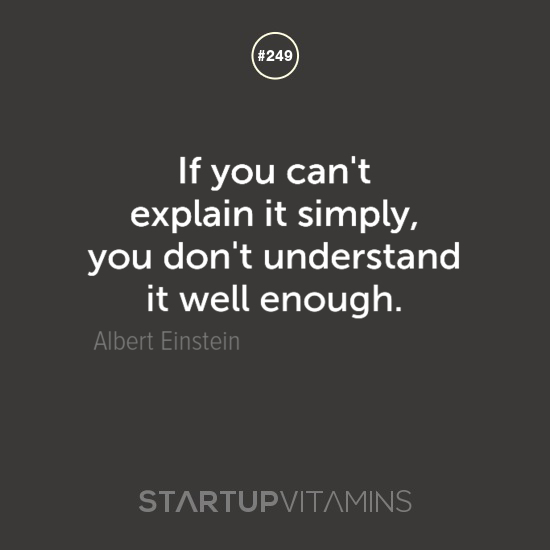 #249
If you can't
explain it simply,
you don't understand
it well enough.
Albert Einstein
STARTUPVITAMINS